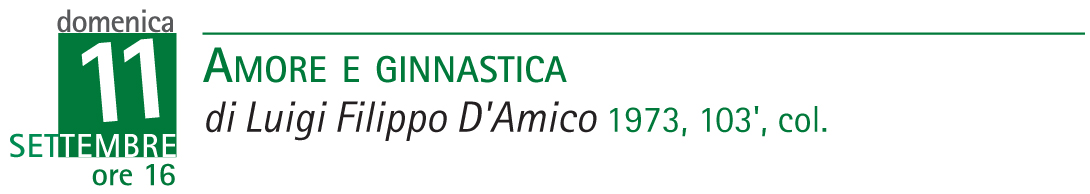 domenica
11
SETTEMBRE
ore 16
AMORE E GINNASTICA
di Luigi Filippo D'Amico 1973, 103', col.